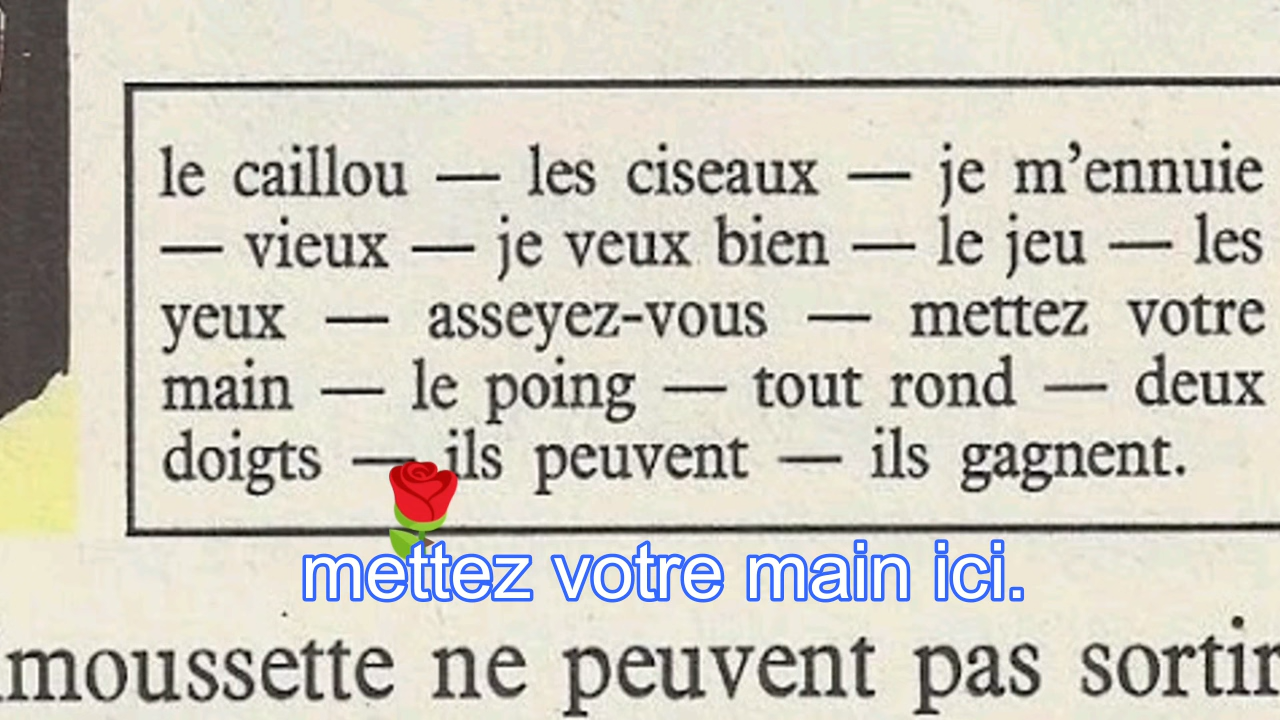 le caillou — les ciseaux — je m'ennuie
— vieux — je veux bien — le jeu — les
yeux — asseyez-vous — mettez votre
main — le poing — tout rond — deux
doigts — ils peuvent — ils gagnent.
mettez votre main ici.
moussette ne peuvent pas sortir